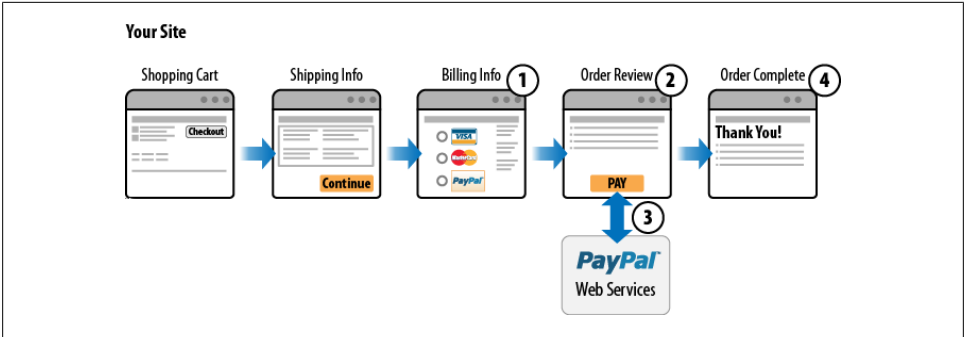 Your Site
Shopping Cart
Shipping Info
Billing Info
1
Order Review
2
Order Complete
4
Checkout
Continue
VISA
MasterCard
PayPal
PAY
Thank You!
3
PayPal
Web Services